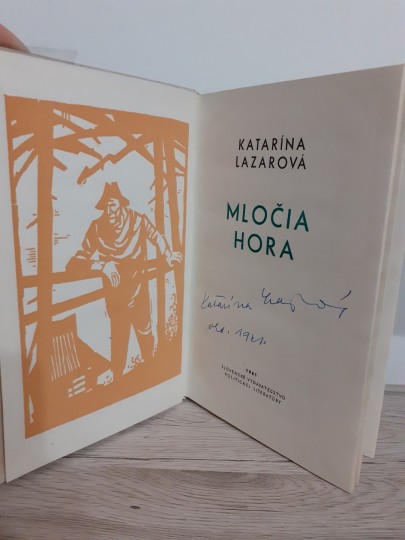 KATARÍNA
LAZAROVÁ
MLOČIA
HORA
Katarína Lazarová
SLOVENSKÉ VYDAVATEĽSTVO
POLITICKEJ LITERATÚRY